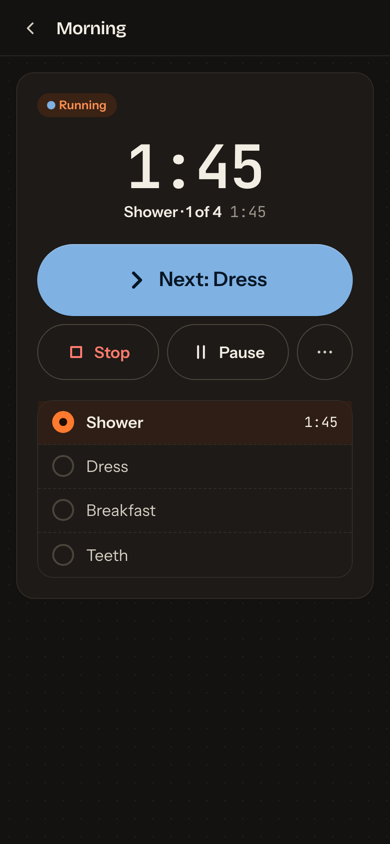 Morning
Running
1:45
Shower · 1 of 4 1:45
Next: Dress
Stop
Pause
Shower 1:45
Dress
Breakfast
Teeth